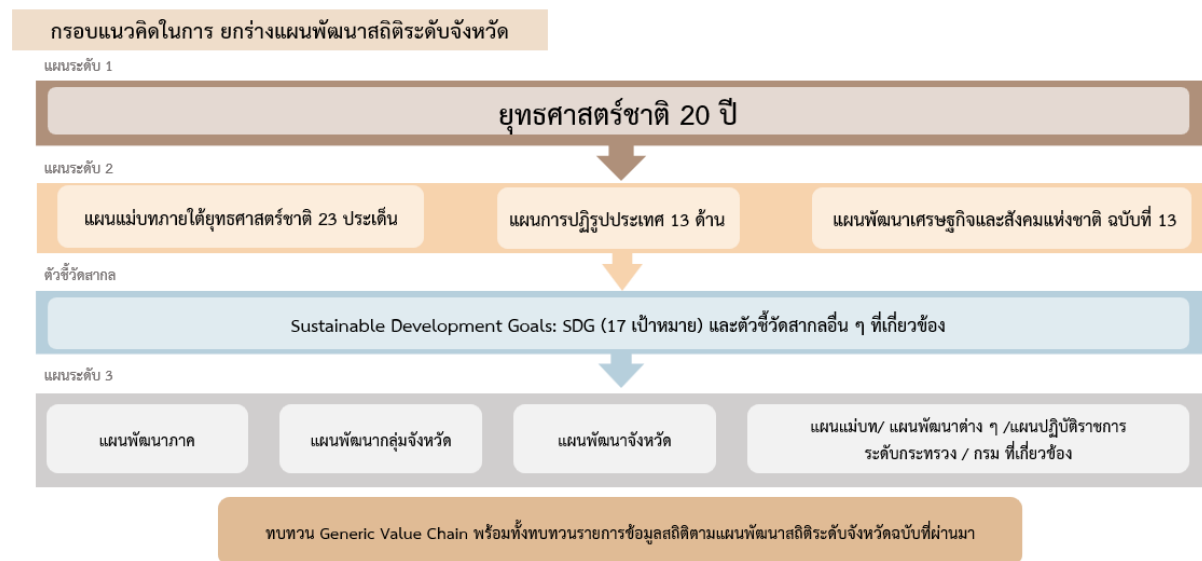 กรอบแนวคิดในการ ยกร่างแผนพัฒนาสถิติระดับจังหวัด
แผนระดับ 1
ยุทธศาสตร์ชาติ 20 ปี
แผนระดับ 2
แผนแม่บทภายใต้ยุทธศาสตร์ชาติ 23 ประเด็น
แผนการปฏิรูปประเทศ 13 ด้าน
แผนพัฒนาเศรษฐกิจและสังคมแห่งชาติ ฉบับที่ 13
ตัวชี้วัดสากล
Sustainable Development Goals: SDG (17 เป้าหมาย) และตัวชี้วัดสากลอื่น ๆ ที่เกี่ยวข้อง
แผนระดับ 3
แผนพัฒนาภาค
แผนพัฒนากลุ่มจังหวัด
แผนพัฒนาจังหวัด
แผนแม่บท/ แผนพัฒนาต่าง ๆ /แผนปฏิบัติราชการ
ระดับกระทรวง / กรม ที่เกี่ยวข้อง
ทบทวน Generic Value Chain พร้อมทั้งทบทวนรายการข้อมูลสถิติตามแผนพัฒนาสถิติระดับจังหวัดฉบับที่ผ่านมา